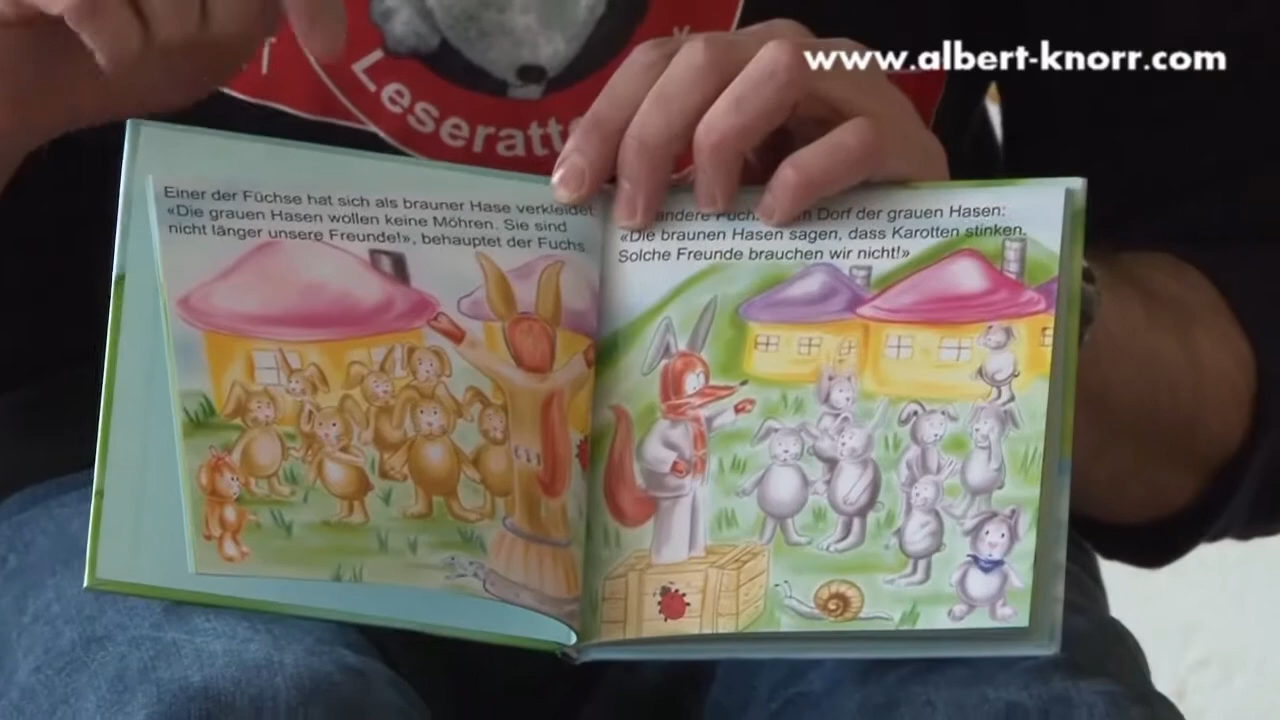 www.albert-knorr.com
Leseratte
Einer der Füchse hat sich als brauner Hase verkleidet.
«Die grauen Hasen wollen keine Möhren. Sie sind
nicht länger unsere Freunde!», behauptet der Fuchs.
andere Dorf der grauen Hasen:
«Die braunen Hasen sagen, dass Karotten stinken.
Solche Freunde brauchen wir nicht!»